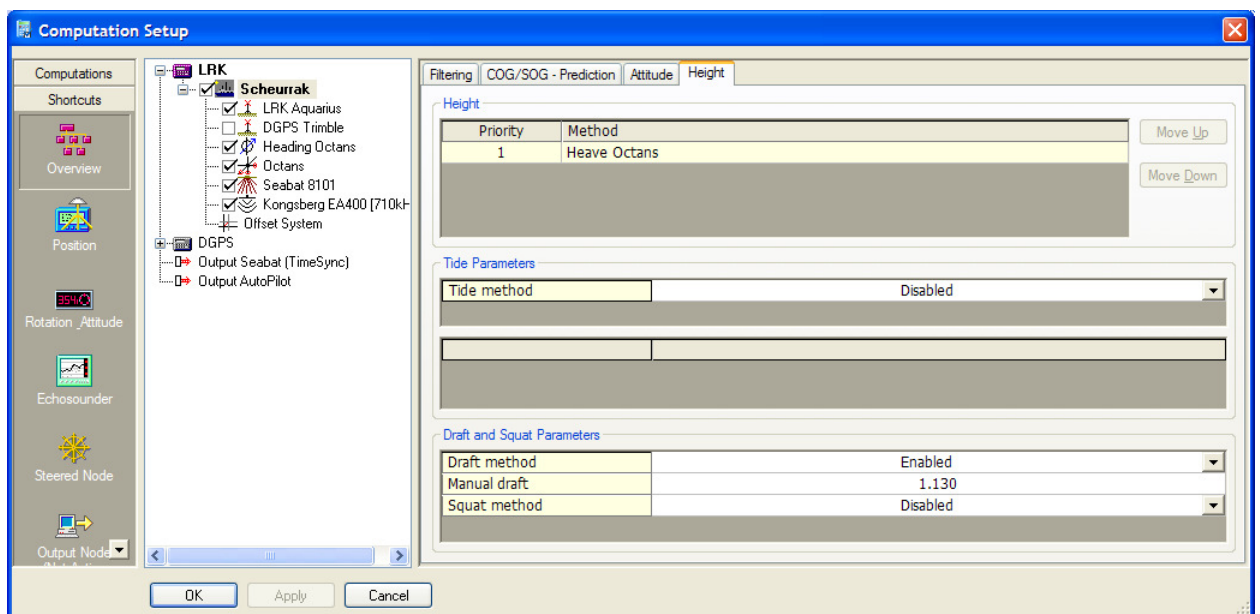 Computation Setup
Computations
Shortcuts
Overview
Position
354
Rotation _Attitude
Echosounder
Steered Node
Output Node
LRK
Scheurrak
LRK Aquarius
DGPS Trimble
Heading Octans
Octans
Seabat 8101
Kongsberg EA400 [710kH
Offset System
DGPS
Output Seabat (TimeSync)
Output AutoPilot
Filtering COG/SOG - Prediction Attitude Height
Height
Priority Method
1 Heave Octans
Move Up
Move Down
Tide Parameters
Tide method Disabled
Draft and Squat Parameters
Draft method Enabled
Manual draft 1.130
Squat method Disabled
OK Apply Cancel